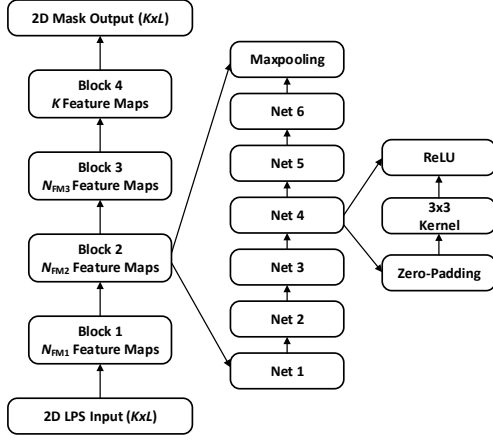 2D Mask Output (KxL)
Block 4
K Feature Maps
Block 3
NFM3 Feature Maps
Block 2
NFM2 Feature Maps
Block 1
NFM1 Feature Maps
2D LPS Input (KxL)
Maxpooling
Net 6
Net 5
Net 4
Net 3
Net 2
Net 1
ReLU
3x3
Kernel
Zero-Padding